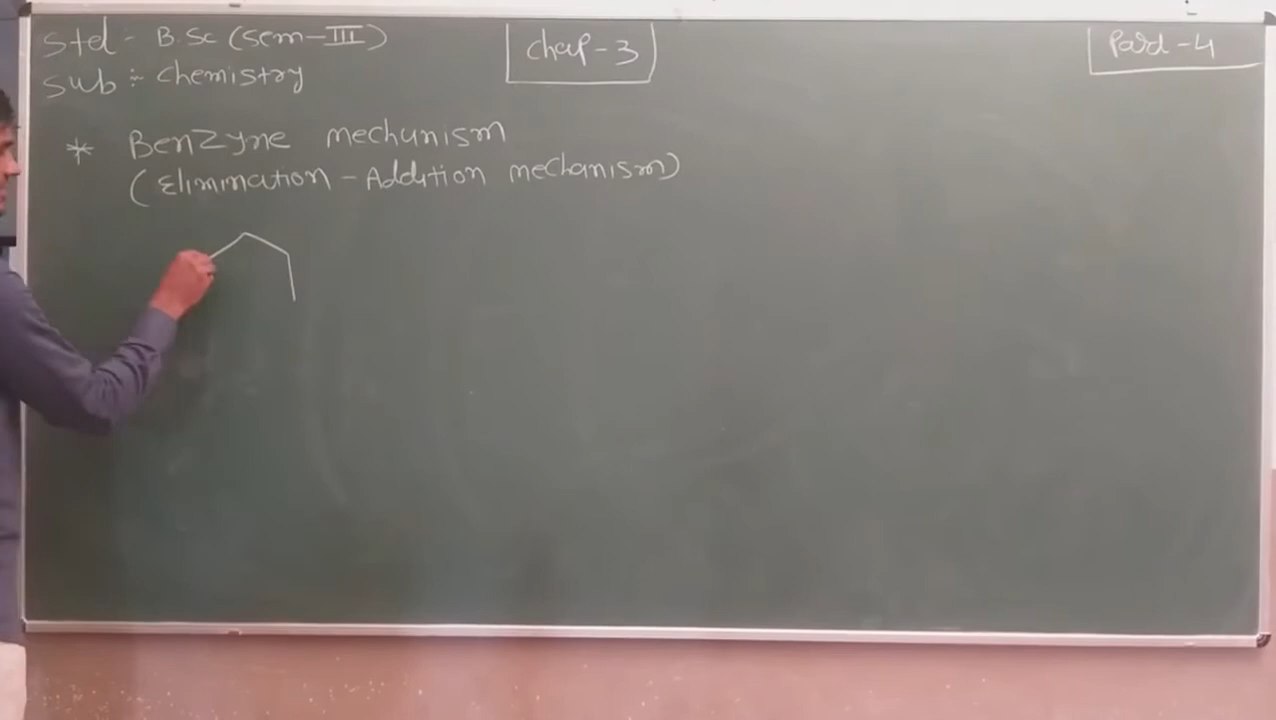 Std - B.Sc (sem-III)
Chap-3
Part-4
Sub :- Chemistry
* Benzyne mechanism
(Elimination - Addition mechanism)